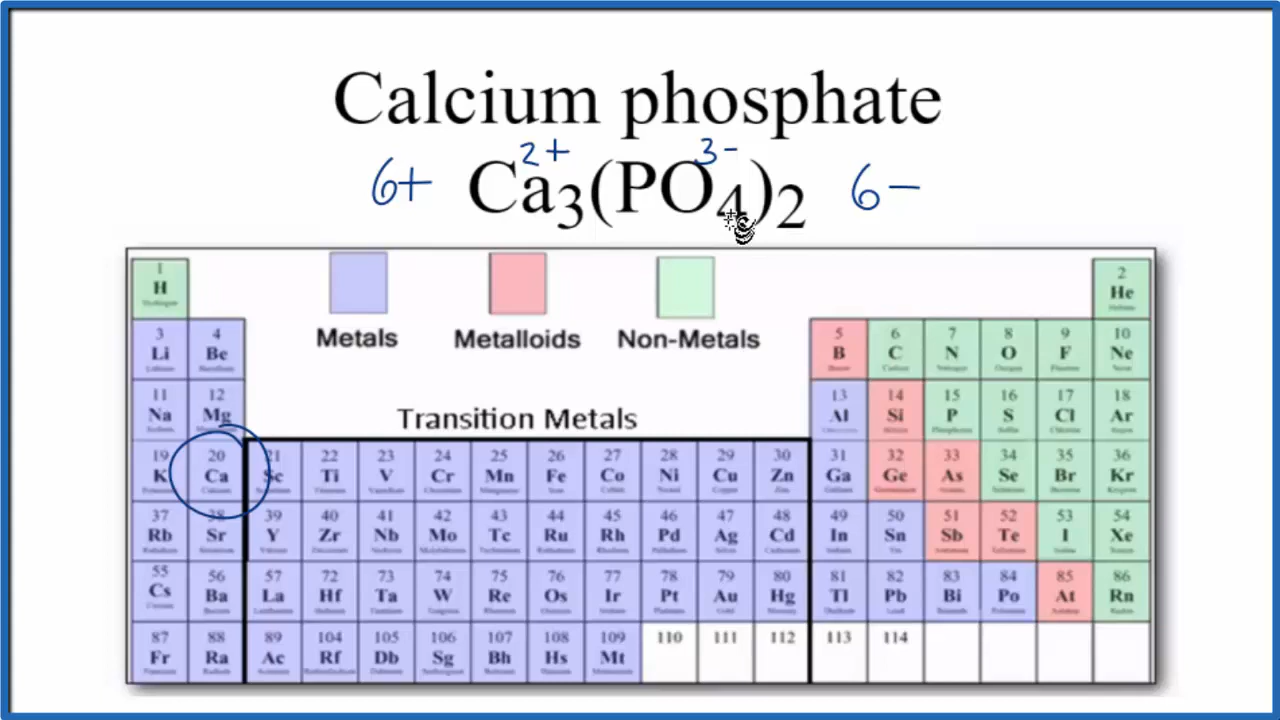 Calcium phosphate
2+ 3-
6+ Ca3(PO4)2 6-
1 2
H He
Metals Metalloids Non-Metals
3 4 5 6 7 8 9 10
Li Be B C N O F Ne
11 12 13 14 15 16 17 18
Na Mg Al Si P S Cl Ar
Transition Metals
19 20 21 22 23 24 25 26 27 28 29 30 31 32 33 34 35 36
K Ca Sc Ti V Cr Mn Fe Co Ni Cu Zn Ga Ge As Se Br Kr
37 38 39 40 41 42 43 44 45 46 47 48 49 50 51 52 53 54
Rb Sr Y Zr Nb Mo Tc Ru Rh Pd Ag Cd In Sn Sb Te I Xe
55 56 57 72 73 74 75 76 77 78 79 80 81 82 83 84 85 86
Cs Ba La Hf Ta W Re Os Ir Pt Au Hg Tl Pb Bi Po At Rn
87 88 89 104 105 106 107 108 109 110 111 112 113 114
Fr Ra Ac Rf Db Sg Bh Hs Mt